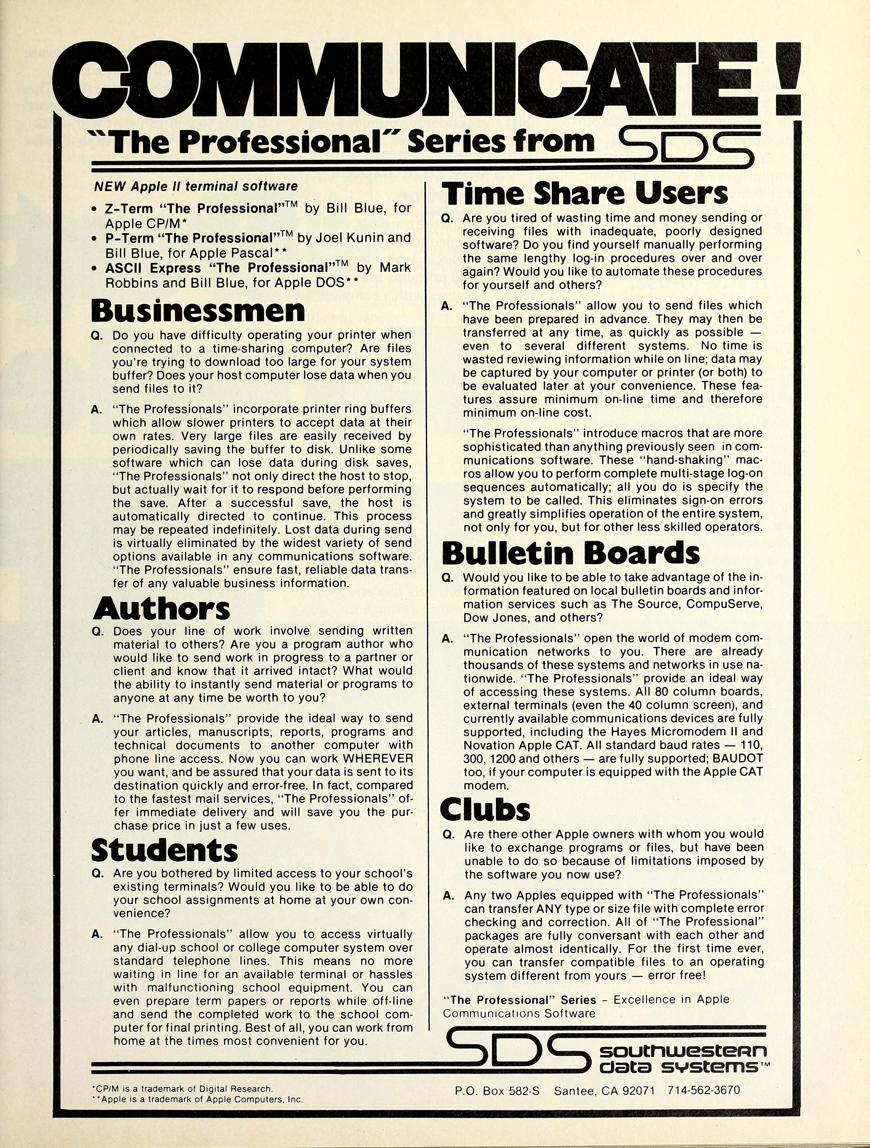 COMMUNICATE!
"The Professional" Series from SDS
NEW Apple II terminal software
• Z-Term "The Professional"TM by Bill Blue, for
Apple CP/M*
• P-Term "The Professional"TM by Joel Kunin and
Bill Blue, for Apple Pascal**
• ASCII Express "The Professional"TM by Mark
Robbins and Bill Blue, for Apple DOS**
Businessmen
Q. Do you have difficulty operating your printer when
connected to a time-sharing computer? Are files
you're trying to download too large for your system
buffer? Does your host computer lose data when you
send files to it?
A. "The Professionals" incorporate printer ring buffers
which allow slower printers to accept data at their
own rates. Very large files are easily received by
periodically saving the buffer to disk. Unlike some
software which can lose data during disk saves,
"The Professionals" not only direct the host to stop,
but actually wait for it to respond before performing
the save. After a successful save, the host is
automatically directed to continue. This process
may be repeated indefinitely. Lost data during send
is virtually eliminated by the widest variety of send
options available in any communications software.
"The Professionals" ensure fast, reliable data trans-
fer of any valuable business information.
Authors
Q. Does your line of work involve sending written
material to others? Are you a program author who
would like to send work in progress to a partner or
client and know that it arrived intact? What would
the ability to instantly send material or programs to
anyone at any time be worth to you?
A. "The Professionals" provide the ideal way to send
your articles, manuscripts, reports, programs and
technical documents to another computer with
phone line access. Now you can work WHEREVER
you want, and be assured that your data is sent to its
destination quickly and error-free. In fact, compared
to the fastest mail services, "The Professionals" of-
fer immediate delivery and will save you the pur-
chase price in just a few uses.
Students
Q. Are you bothered by limited access to your school's
existing terminals? Would you like to be able to do
your school assignments at home at your own con-
venience?
A. "The Professionals" allow you to access virtually
any dial-up school or college computer system over
standard telephone lines. This means no more
waiting in line for an available terminal or hassles
with malfunctioning school equipment. You can
even prepare term papers or reports while off-line
and send the completed work to the school com-
puter for final printing. Best of all, you can work from
home at the times most convenient for you.
Time Share Users
Q. Are you tired of wasting time and money sending or
receiving files with inadequate, poorly designed
software? Do you find yourself manually performing
the same lengthy log-in procedures over and over
again? Would you like to automate these procedures
for yourself and others?
A. "The Professionals" allow you to send files which
have been prepared in advance. They may then be
transferred at any time, as quickly as possible —
even to several different systems. No time is
wasted reviewing information while on line; data may
be captured by your computer or printer (or both) to
be evaluated later at your convenience. These fea-
tures assure minimum on-line time and therefore
minimum on-line cost.
"The Professionals" introduce macros that are more
sophisticated than anything previously seen in com-
munications software. These "hand-shaking" mac-
ros allow you to perform complete multi-stage log-on
sequences automatically; all you do is specify the
system to be called. This eliminates sign-on errors
and greatly simplifies operation of the entire system,
not only for you, but for other less skilled operators.
Bulletin Boards
Q. Would you like to be able to take advantage of the in-
formation featured on local bulletin boards and infor-
mation services such as The Source, CompuServe,
Dow Jones, and others?
A. "The Professionals" open the world of modem com-
munication networks to you. There are already
thousands of these systems and networks in use na-
tionwide. "The Professionals" provide an ideal way
of accessing these systems. All 80 column boards,
external terminals (even the 40 column screen), and
currently available communications devices are fully
supported, including the Hayes Micromodem II and
Novation Apple CAT. All standard baud rates — 110,
300, 1200 and others — are fully supported; BAUDOT
too, if your computer is equipped with the Apple CAT
modem.
Clubs
Q. Are there other Apple owners with whom you would
like to exchange programs or files, but have been
unable to do so because of limitations imposed by
the software you now use?
A. Any two Apples equipped with "The Professionals"
can transfer ANY type or size file with complete error
checking and correction. All of "The Professional"
packages are fully conversant with each other and
operate almost identically. For the first time ever,
you can transfer compatible files to an operating
system different from yours — error free!
"The Professional" Series – Excellence in Apple
Communications Software
SDS southwestern
data systems™
*CP/M is a trademark of Digital Research.
**Apple is a trademark of Apple Computers, Inc.
P.O. Box 582-S Santee, CA 92071 714-562-3670